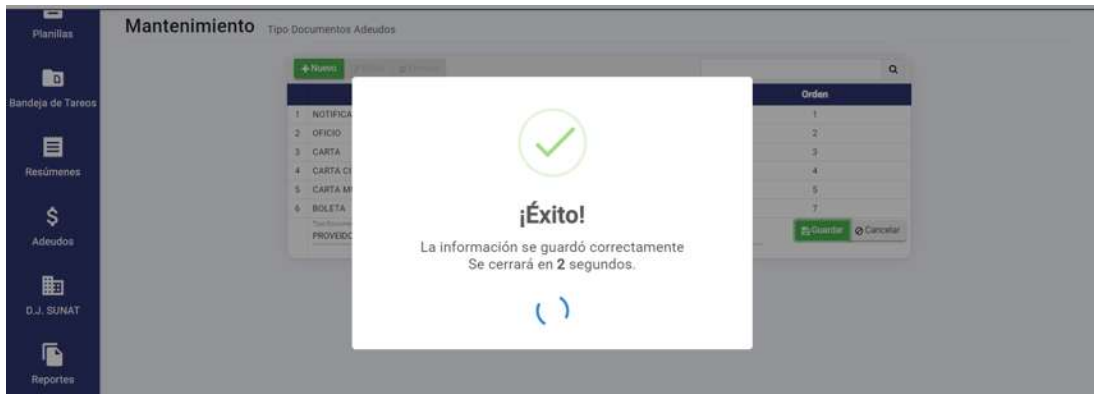 Planillas
Mantenimiento Tipo Documentos Adeudos
Nuevo
Bandeja de Tareos
Orden
1 NOTIFICA 1
2 OFICIO 2
3 CARTA 3
Resúmenes
4 CARTA CI 4
5 CARTA M 5
6 BOLETA 7
¡Éxito!
PROVEIDO
Guardar Cancelar
Adeudos
La información se guardó correctamente
Se cerrará en 2 segundos.
D.J. SUNAT
Reportes